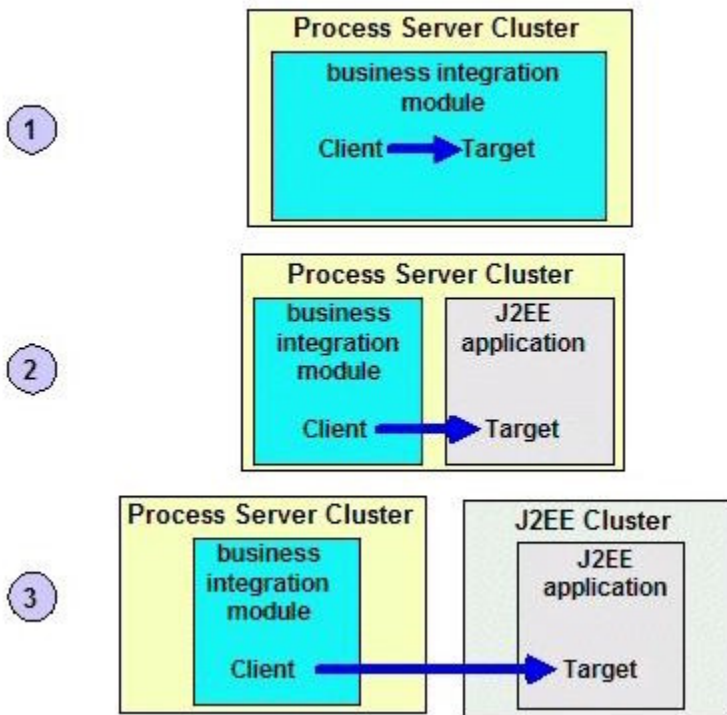 Process Server Cluster
business integration
module
1
Client Target
Process Server Cluster
business
integration
module
J2EE
application
2
Client Target
Process Server Cluster
J2EE Cluster
business
integration
module
J2EE
application
3
Client Target